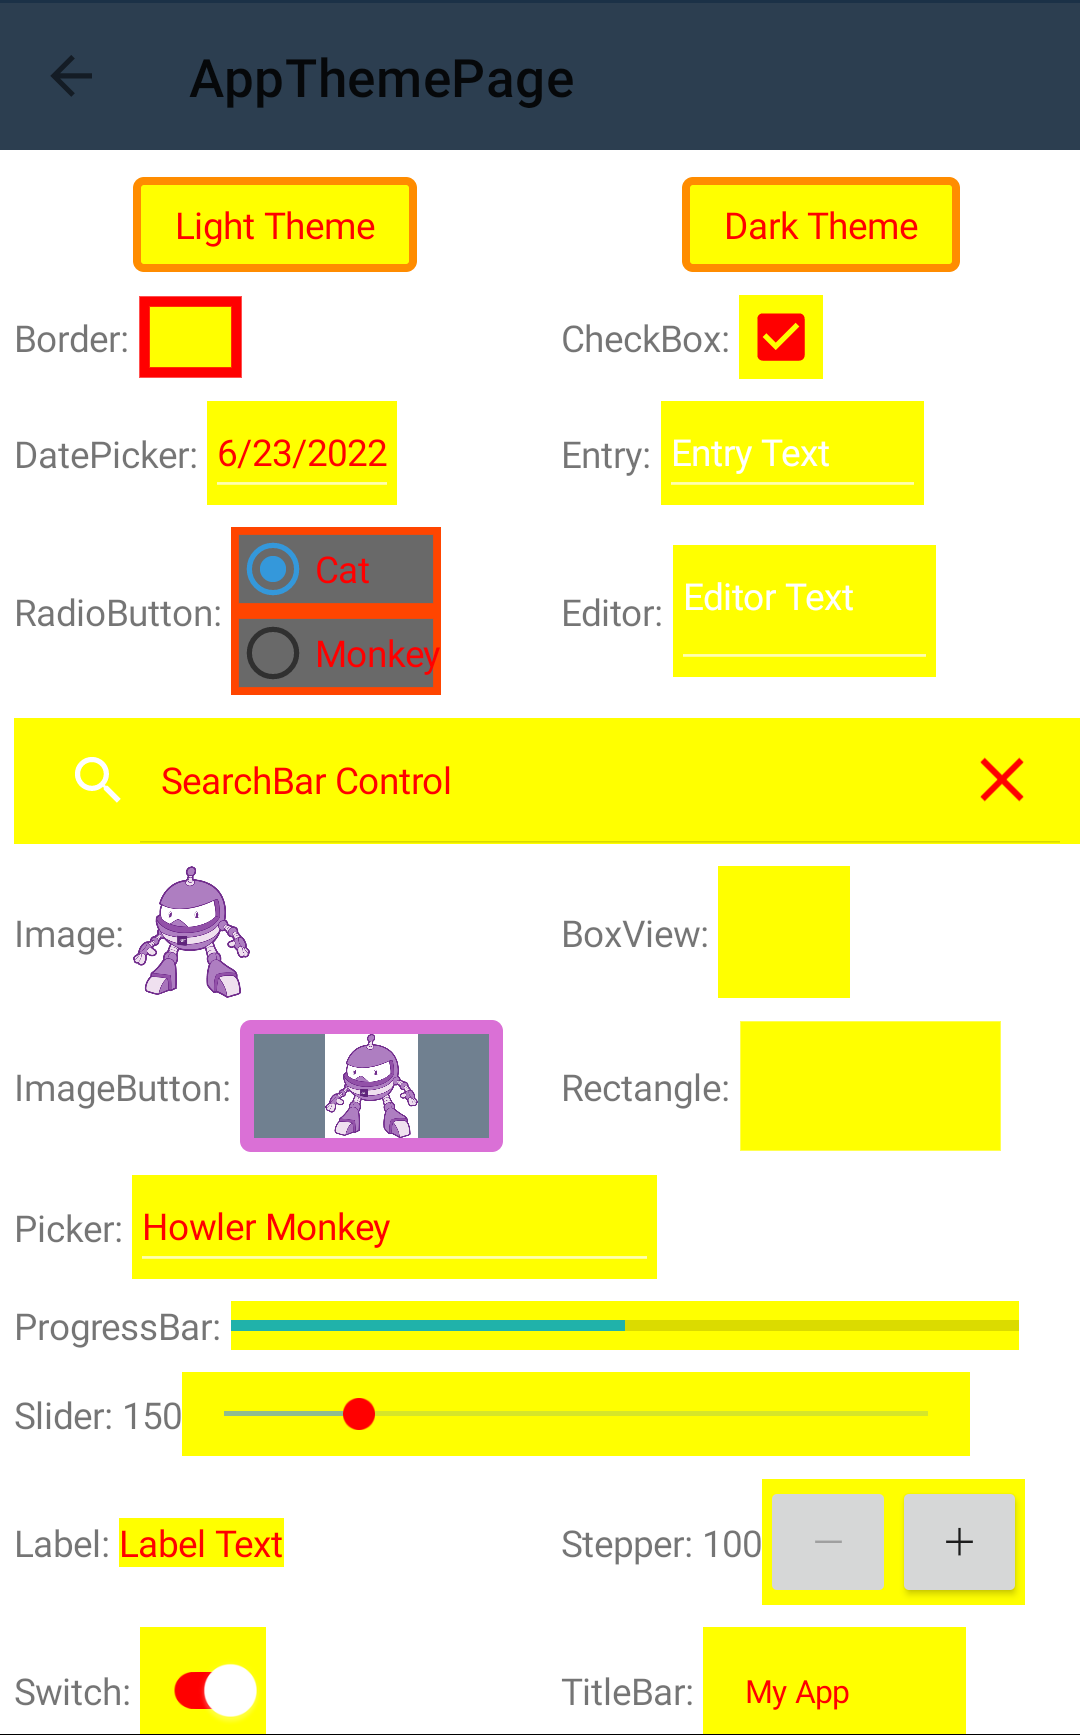 AppThemePage
Light Theme Dark Theme
Border: CheckBox:
DatePicker: 6/23/2022 Entry: Entry Text
RadioButton: Cat
Monkey
Editor: Editor Text
SearchBar Control
Image: BoxView:
ImageButton: Rectangle:
Picker: Howler Monkey
ProgressBar:
Slider: 150
Label: Label Text Stepper: 100 − +
Switch: TitleBar: My App